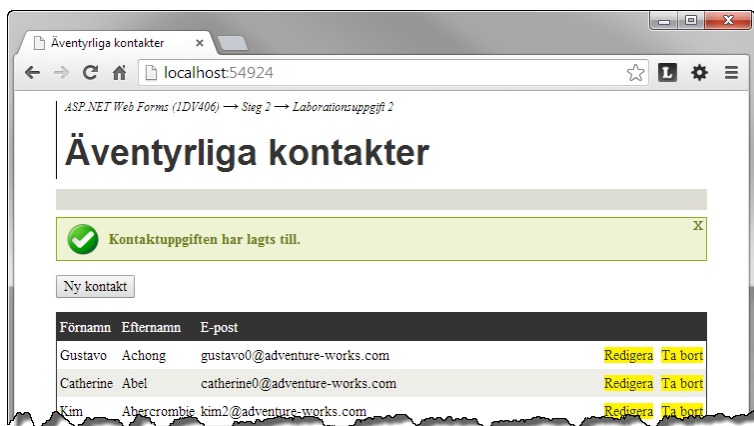 Äventyrliga kontakter x
localhost:54924
ASP.NET Web Forms (1DV406) → Steg 2 → Laborationsuppgift 2
Äventyrliga kontakter
Kontaktuppgiften har lagts till. X
Ny kontakt
Förnamn Efternamn E-post
Gustavo Achong gustavo0@adventure-works.com Redigera Ta bort
Catherine Abel catherine0@adventure-works.com Redigera Ta bort
Kim Abercrombie kim2@adventure-works.com Redigera Ta bort